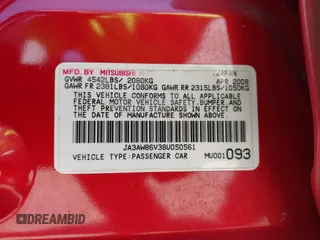 MFD. BY MITSUBISHI JAPAN
GVWR 4542LBS/ 2060KG APR 2008
GAWR FR 2381LBS/1080KG GAWR RR 2315LBS/1050KG
THIS VEHICLE CONFORMS TO ALL APPLICABLE
FEDERAL MOTOR VEHICLE SAFETY, BUMPER, AND
THEFT PREVENTION STANDARDS IN EFFECT ON THE
DATE OF MANUFACTURE SHOWN ABOVE.
JA3AW86V38U050561
VEHICLE TYPE:PASSENGER CAR MU001 093
DREAMBID